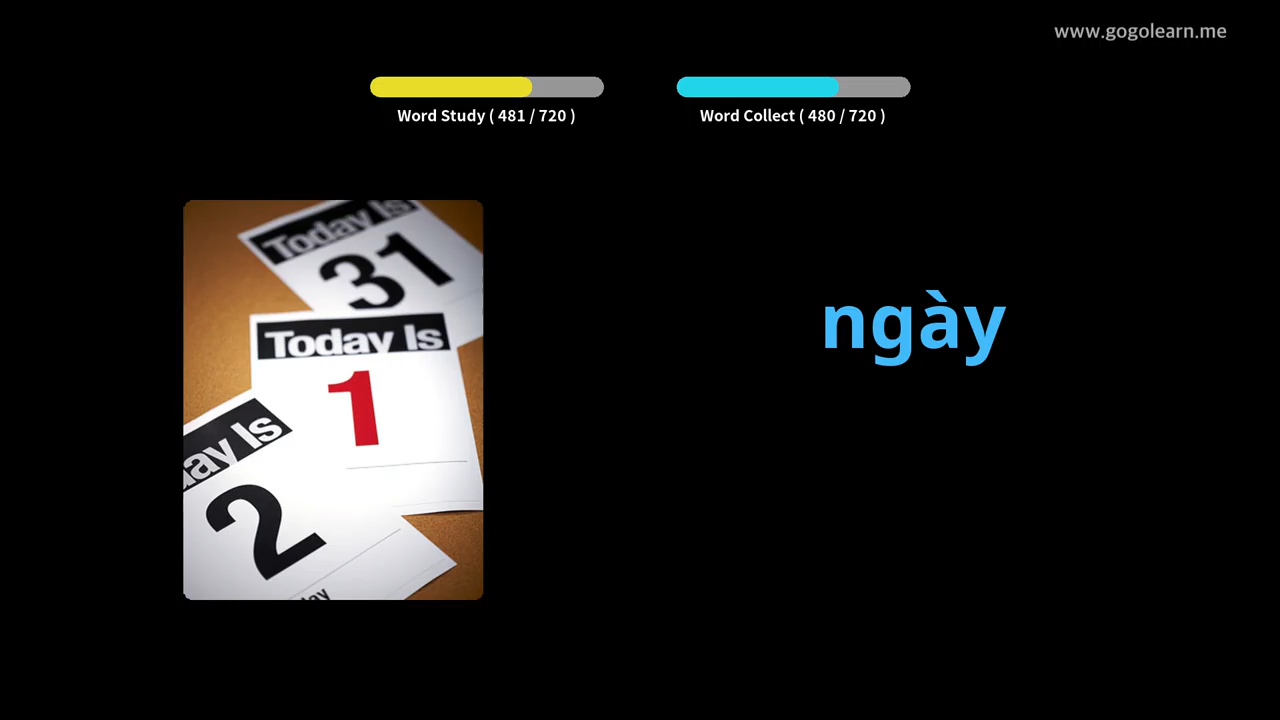 www.gogolearn.me
Word Study ( 481 / 720 )
Word Collect ( 480 / 720 )
Today Is
31
Today Is
1
ay Is
2
ngày